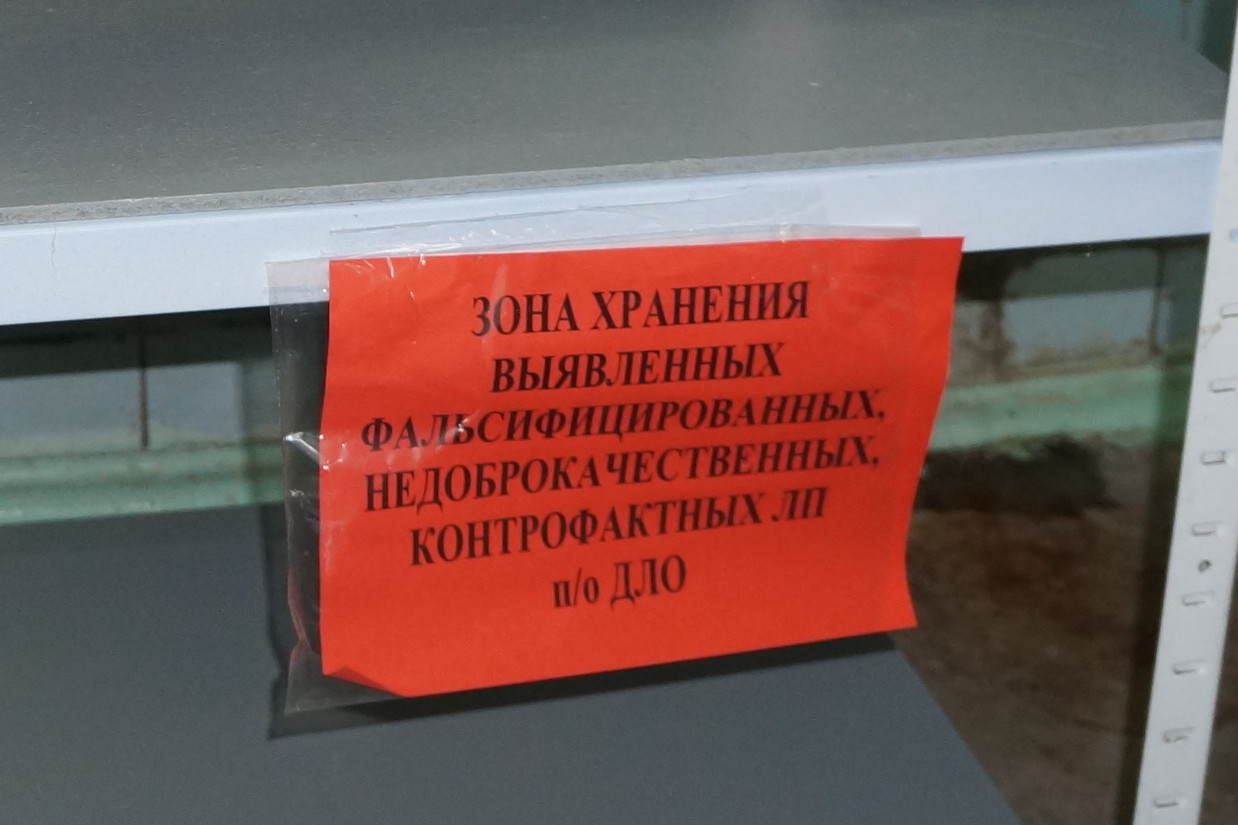 ЗОНА ХРАНЕНИЯ
ВЫЯВЛЕННЫХ
ФАЛЬСИФИЦИРОВАННЫХ,
НЕДОБРОКАЧЕСТВЕННЫХ,
КОНТРОФАКТНЫХ ЛП
п/о ДЛО